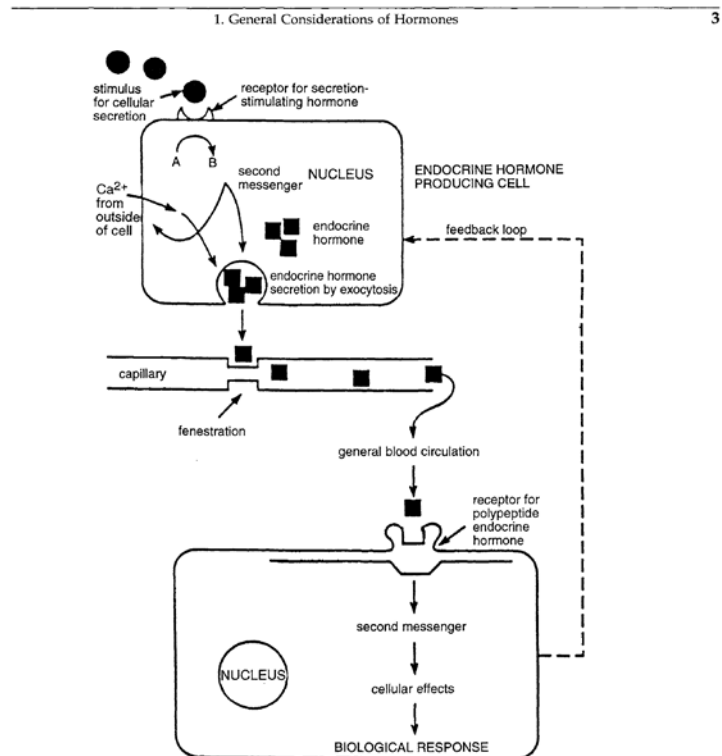 1. General Considerations of Hormones 3
stimulus
for cellular
secretion
receptor for secretion-
stimulating hormone
A B
second
messenger
NUCLEUS
ENDOCRINE HORMONE
PRODUCING CELL
Ca2+
from
outside
of cell
endocrine
hormone
feedback loop
endocrine hormone
secretion by exocytosis
capillary
fenestration
general blood circulation
receptor for
polypeptide
endocrine
hormone
second messenger
NUCLEUS
cellular effects
BIOLOGICAL RESPONSE